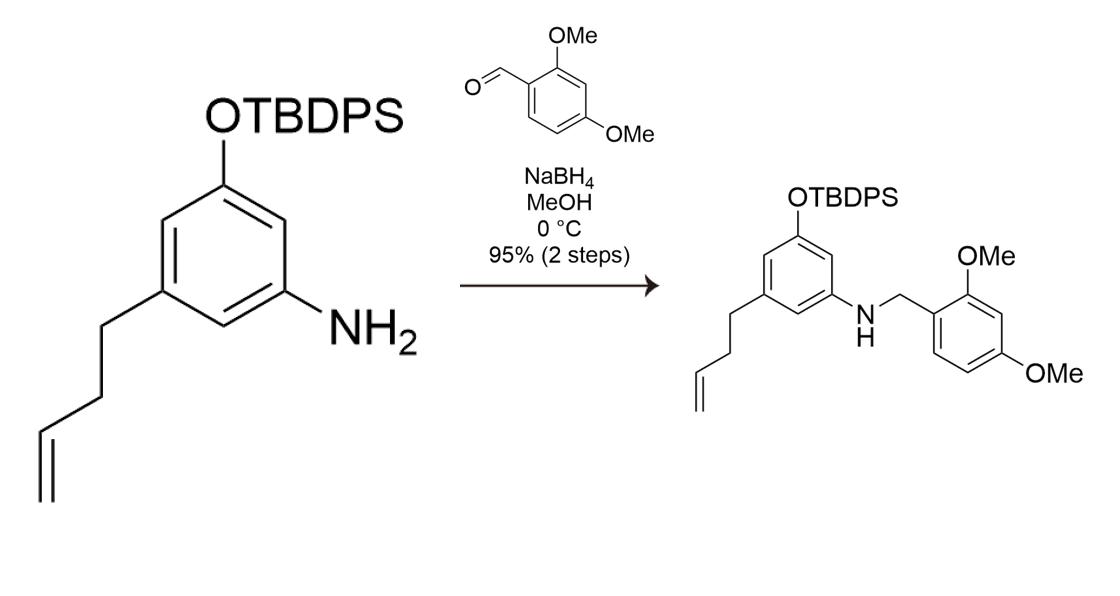 OTBDPS
NH2
OMe
O
OMe
NaBH4
MeOH
0 °C
95% (2 steps)
OTBDPS
OMe
N
H
OMe